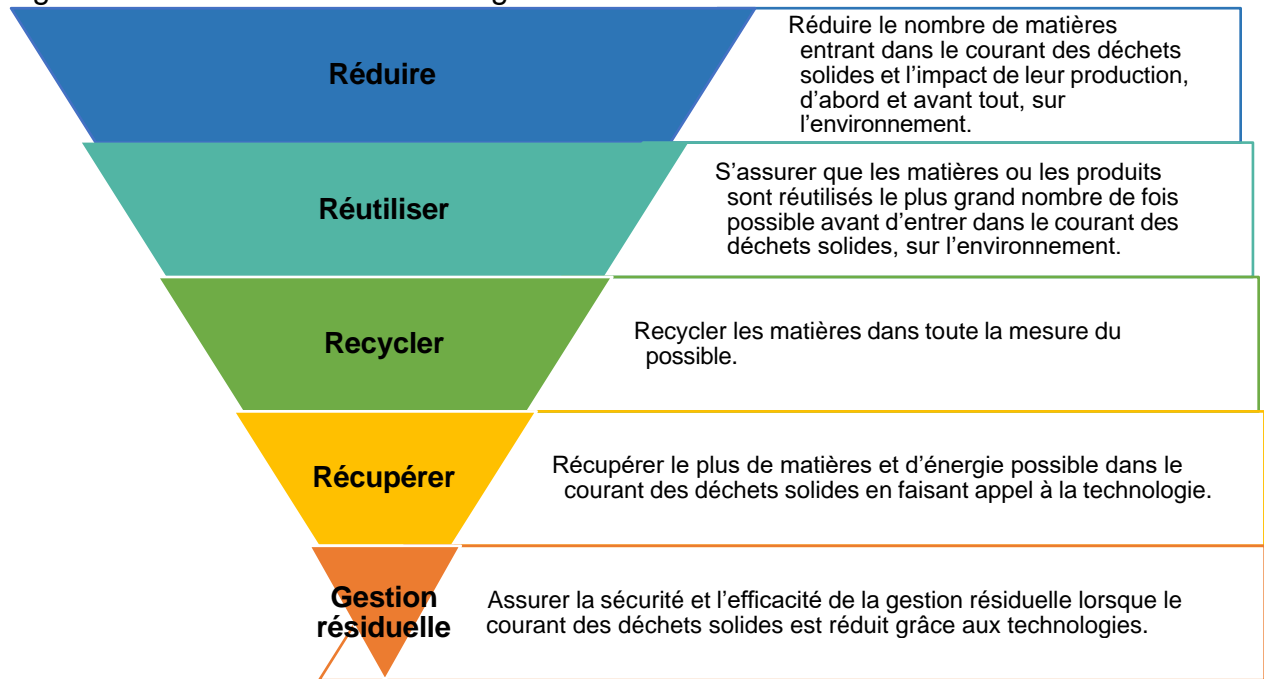 Réduire
Réduire le nombre de matières
entrant dans le courant des déchets
solides et l’impact de leur production,
d’abord et avant tout, sur
l’environnement.
Réutiliser
S’assurer que les matières ou les produits
sont réutilisés le plus grand nombre de fois
possible avant d’entrer dans le courant des
déchets solides, sur l’environnement.
Recycler
Recycler les matières dans toute la mesure du
possible.
Récupérer
Récupérer le plus de matières et d’énergie possible dans le
courant des déchets solides en faisant appel à la technologie.
Gestion
résiduelle
Assurer la sécurité et l’efficacité de la gestion résiduelle lorsque le
courant des déchets solides est réduit grâce aux technologies.